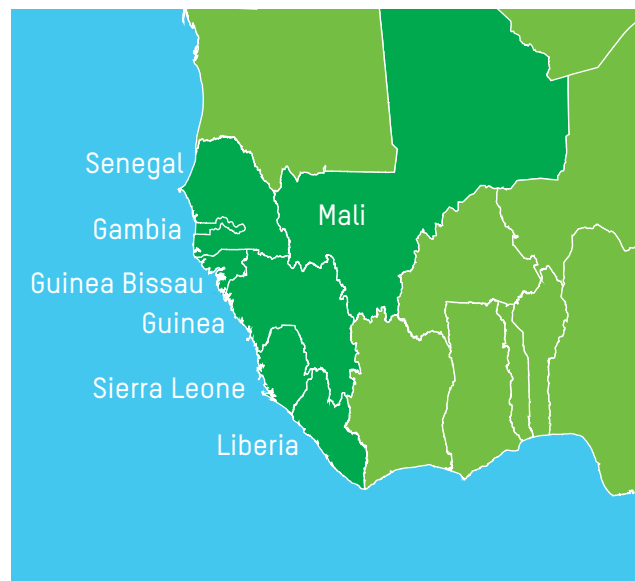 Senegal
Mali
Gambia
Guinea Bissau
Guinea
Sierra Leone
Liberia